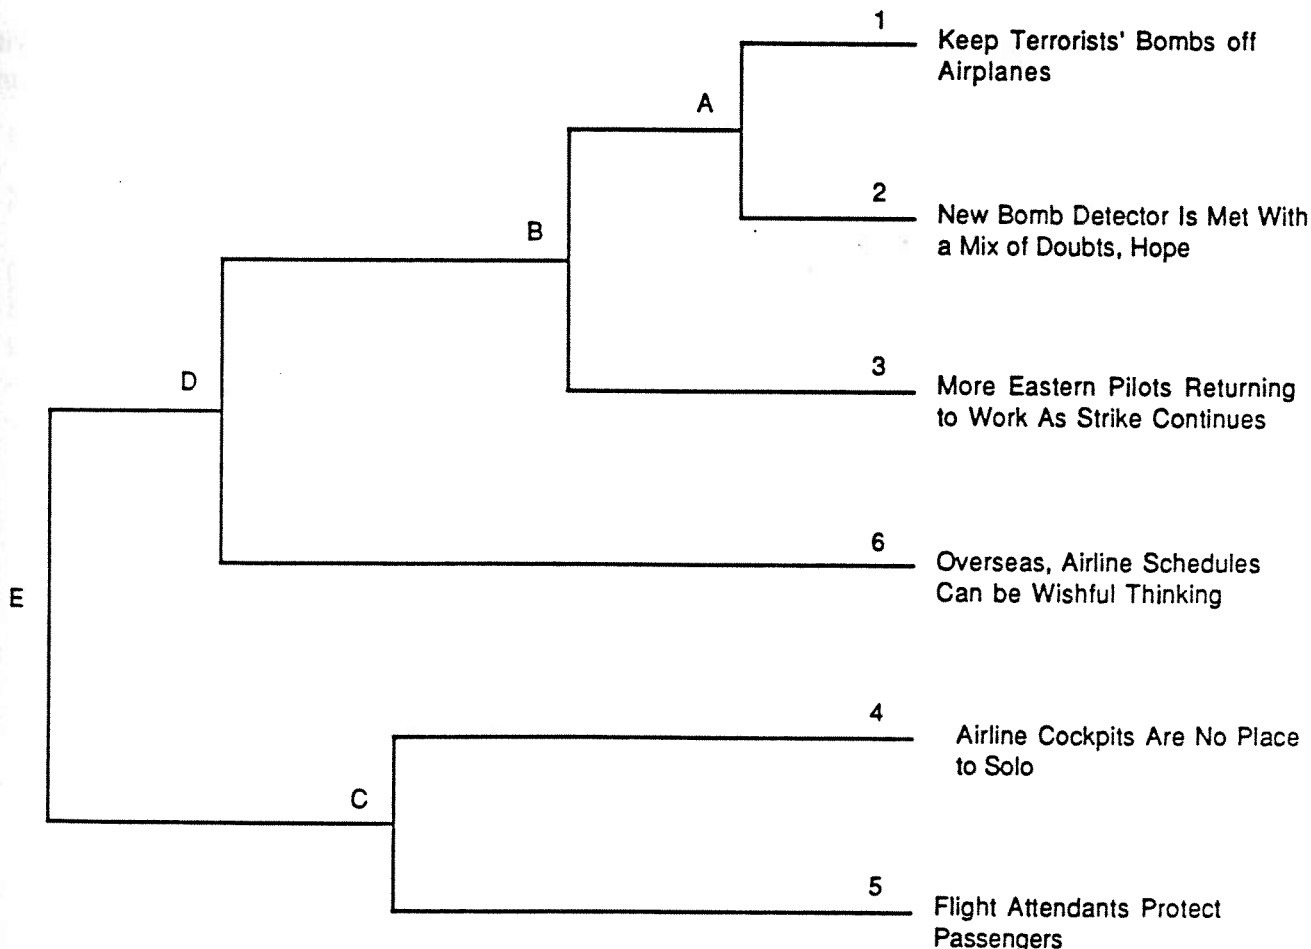 1
Keep Terrorists' Bombs off
Airplanes
A
2
New Bomb Detector Is Met With
a Mix of Doubts, Hope
B
3
More Eastern Pilots Returning
to Work As Strike Continues
D
6
Overseas, Airline Schedules
Can be Wishful Thinking
E
4
Airline Cockpits Are No Place
to Solo
C
5
Flight Attendants Protect
Passengers